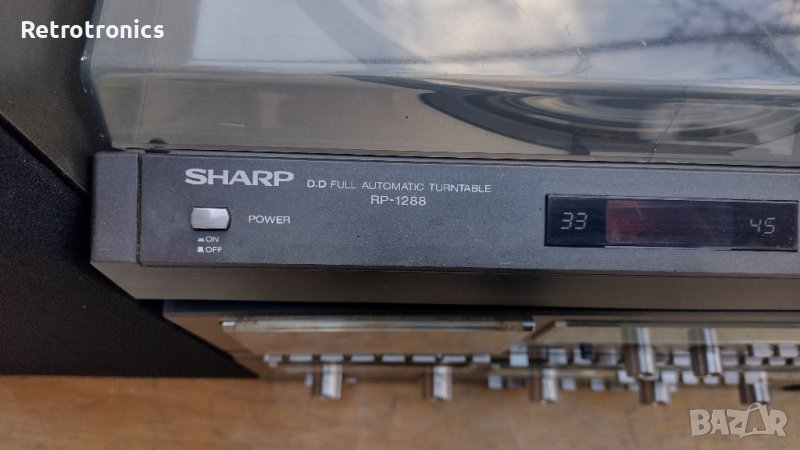 Retrotronics
SHARP D.D FULL AUTOMATIC TURNTABLE
RP-1288
POWER
ON
OFF
33 45
BAZAR